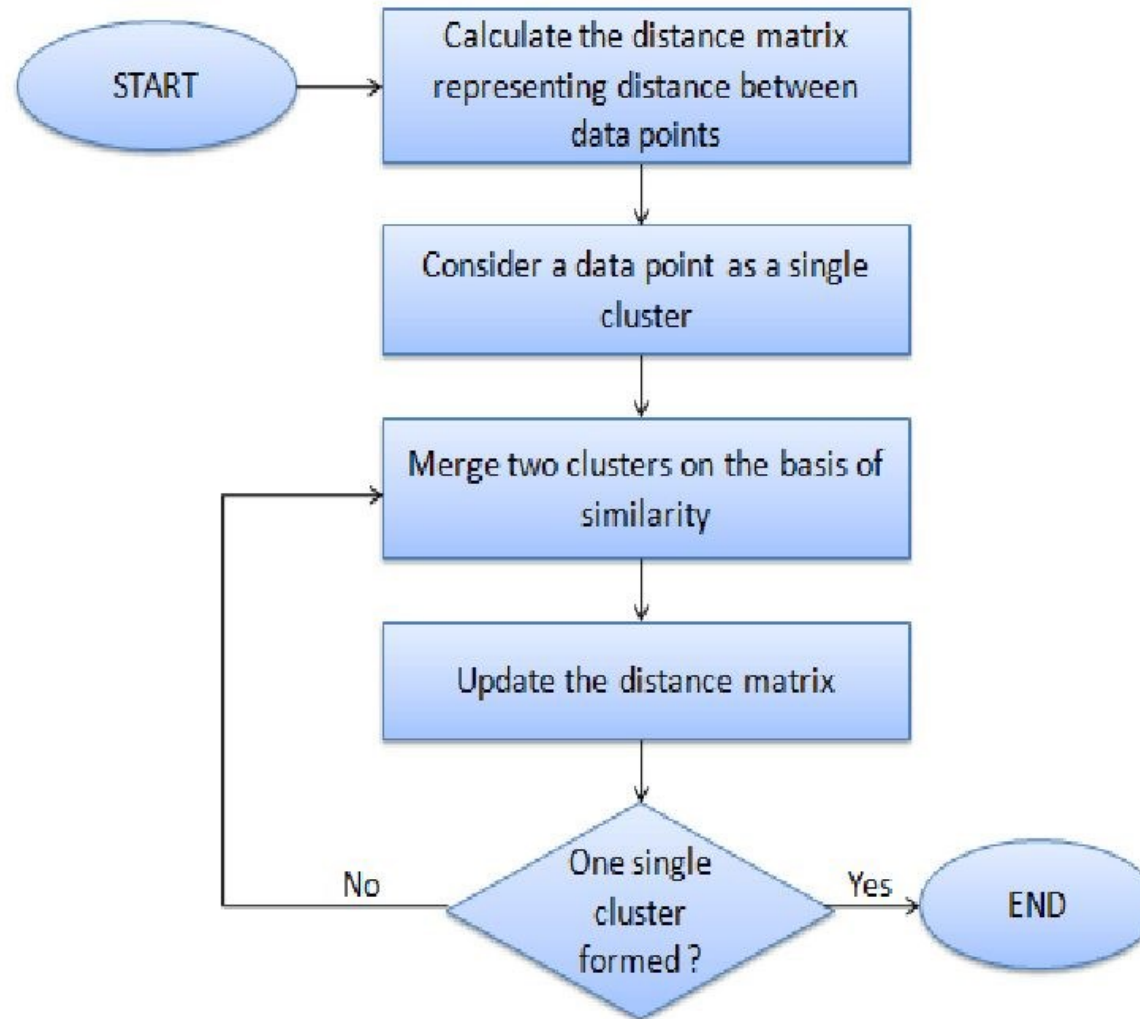 START
Calculate the distance matrix
representing distance between
data points
Consider a data point as a single
cluster
Merge two clusters on the basis of
similarity
Update the distance matrix
One single
cluster
formed ?
No
Yes
END